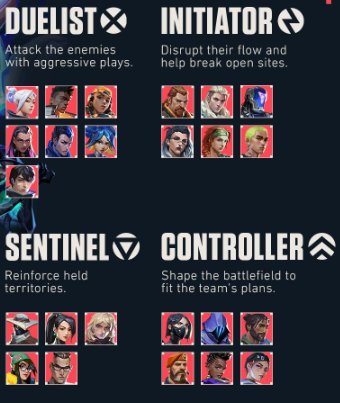 DUELIST
Attack the enemies
with aggressive plays.
INITIATOR
Disrupt their flow and
help break open sites.
SENTINEL
Reinforce held
territories.
CONTROLLER
Shape the battlefield to
fit the team's plans.